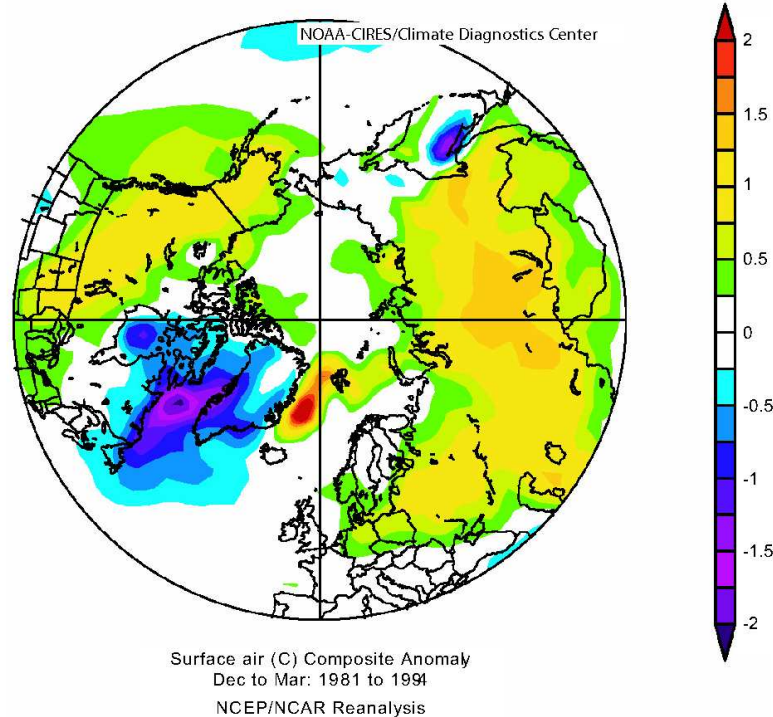 NOAA-CIRES/Climate Diagnostics Center
2
1.5
1
0.5
0
-0.5
-1
-1.5
-2
Surface air (C) Composite Anomaly
Dec to Mar: 1981 to 1994
NCEP/NCAR Reanalysis